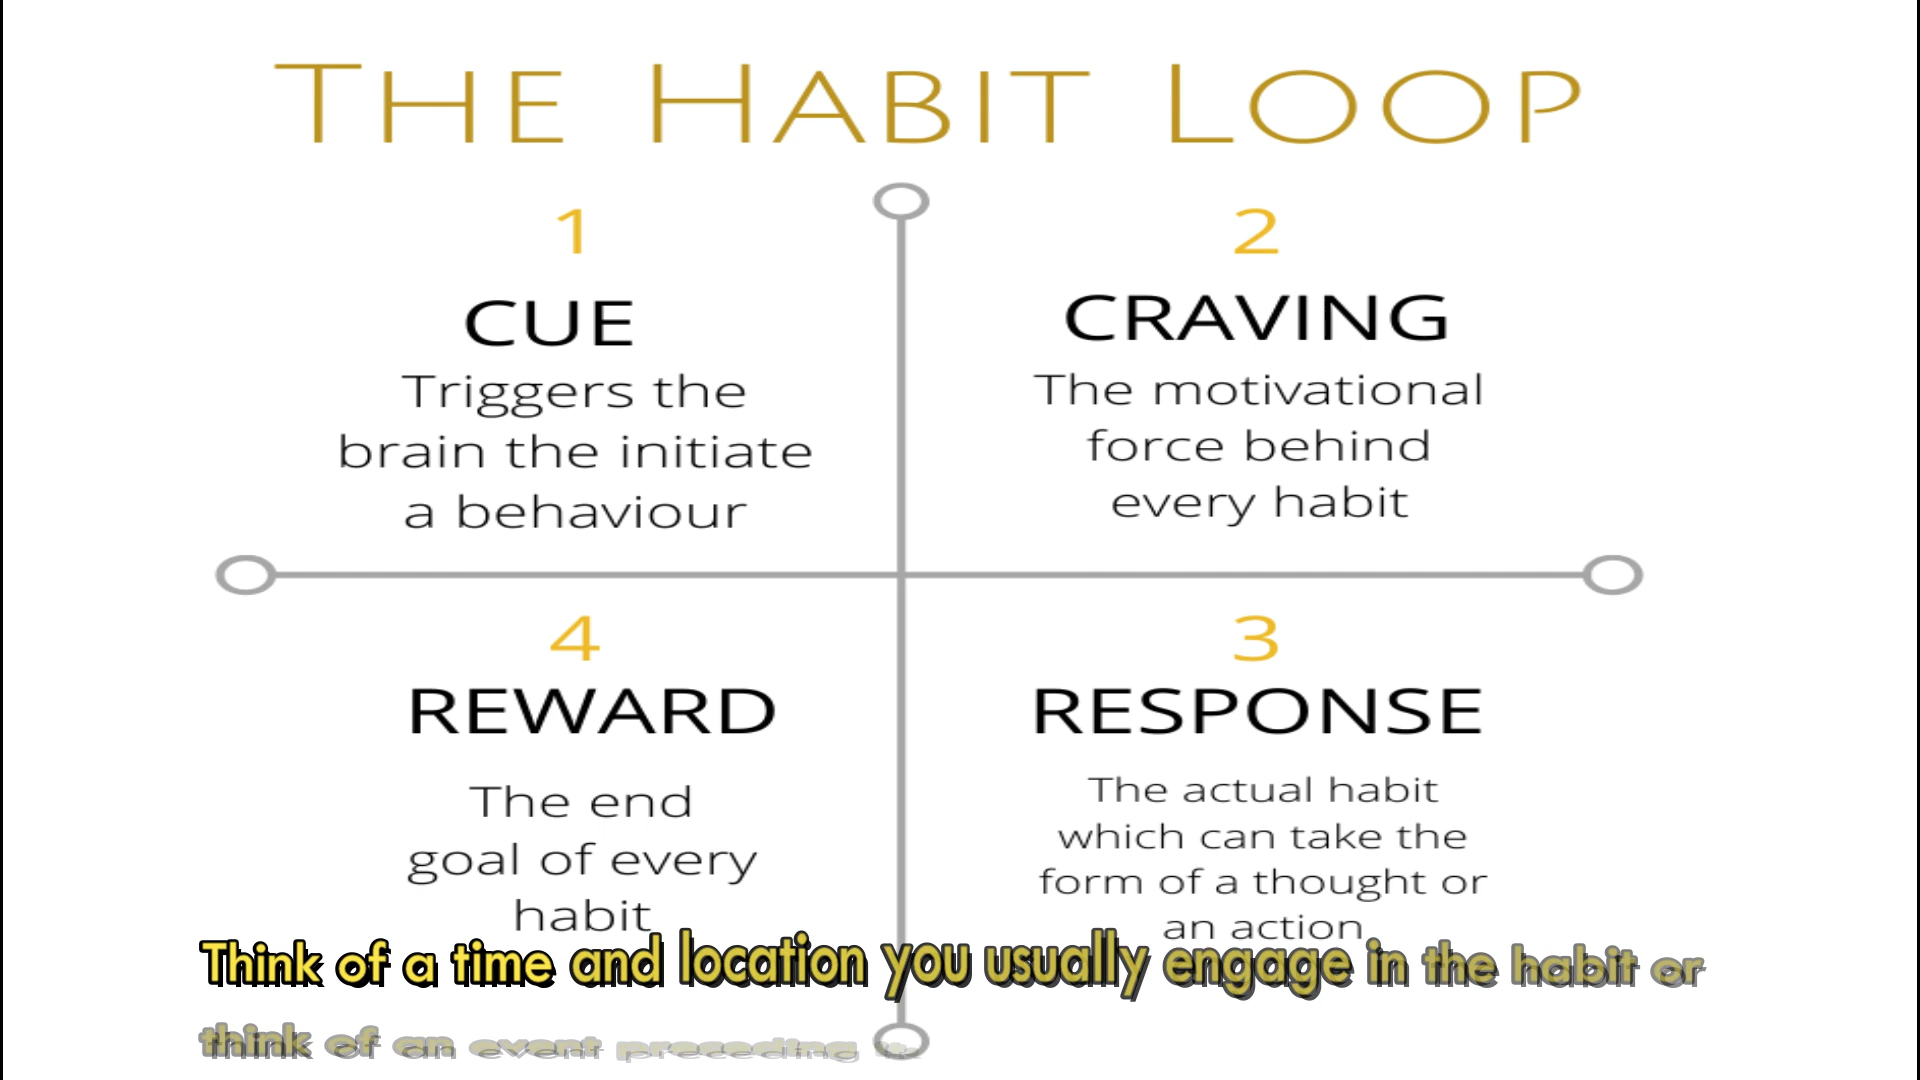 THE HABIT LOOP
1
CUE
Triggers the
brain the initiate
a behaviour
2
CRAVING
The motivational
force behind
every habit
4
REWARD
The end
goal of every
habit
3
RESPONSE
The actual habit
which can take the
form of a thought or
an action
Think of a time and location you usually engage in the habit or
think of an event preceding its